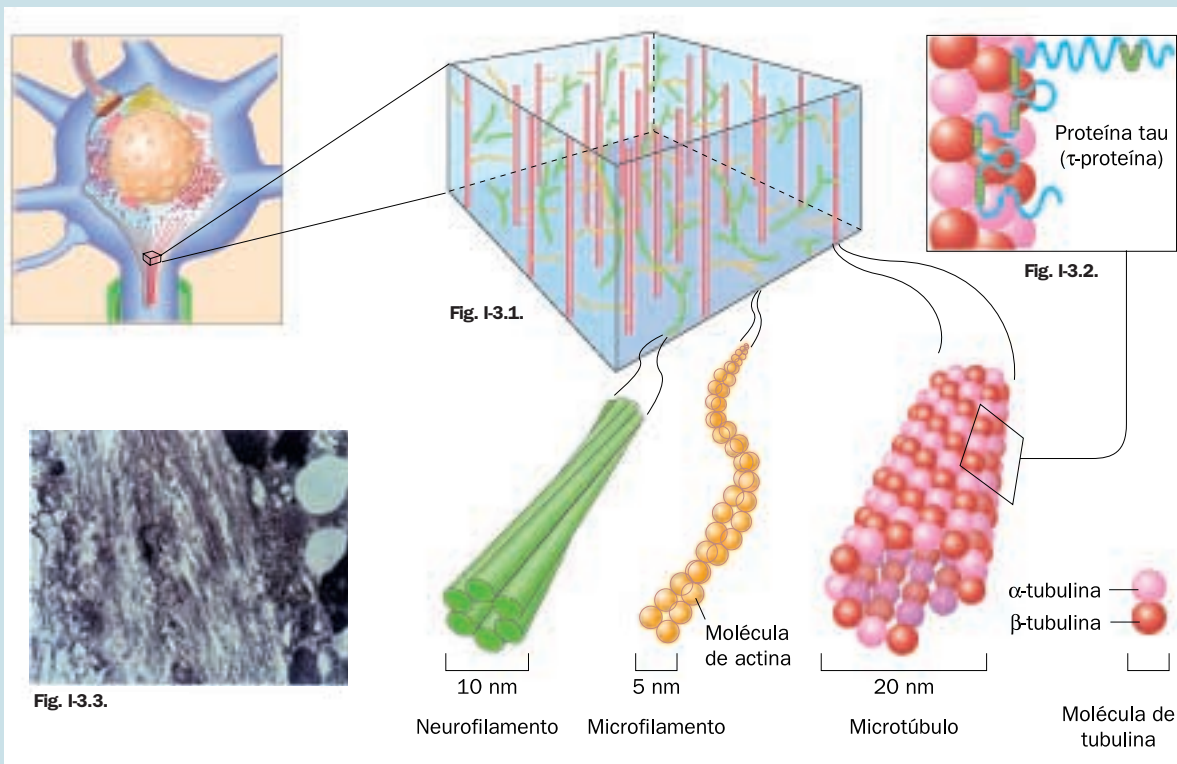 Proteína tau
(τ-proteína)
Fig. I-3.2.
Fig. I-3.1.
Fig. I-3.3.
Molécula
de actina
α-tubulina
β-tubulina
10 nm
5 nm
20 nm
Neurofilamento
Microfilamento
Microtúbulo
Molécula de
tubulina